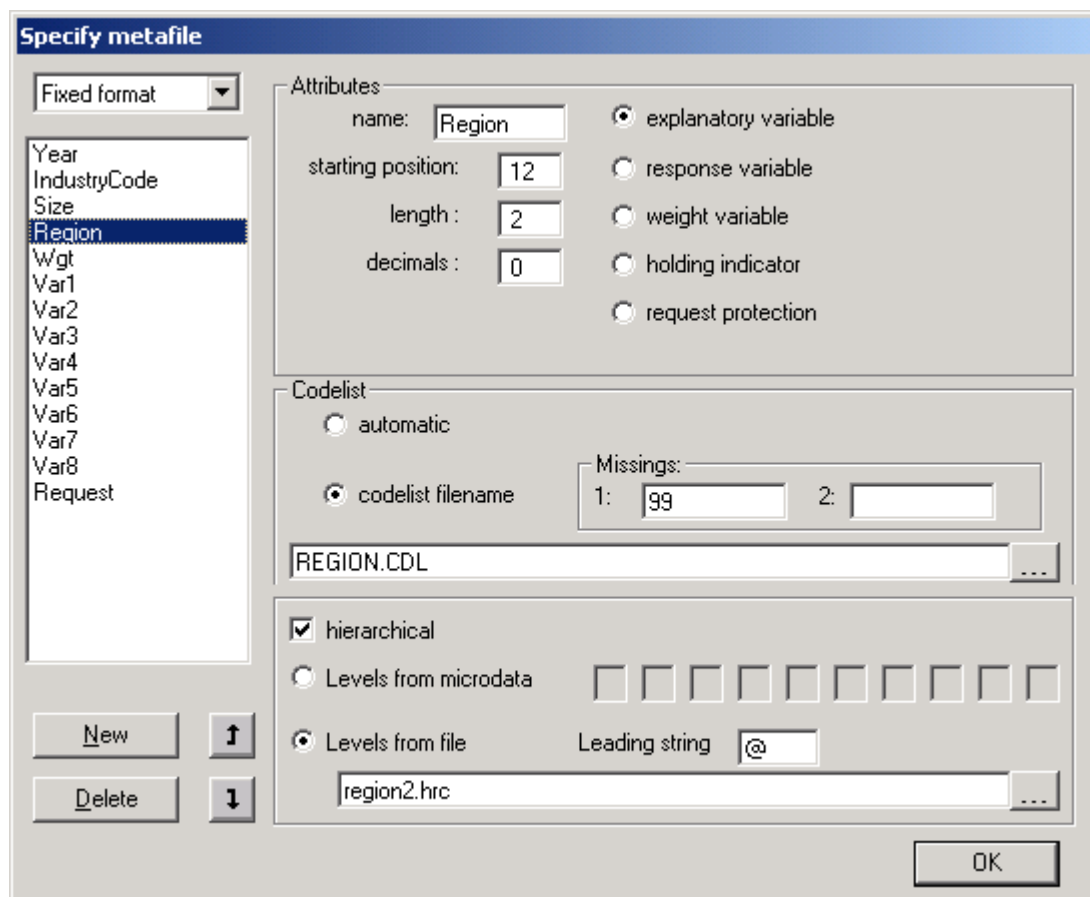 Specify metafile
Fixed format
Year
IndustryCode
Size
Region
Wgt
Var1
Var2
Var3
Var4
Var5
Var6
Var7
Var8
Request
New
Delete
Attributes
name: Region
starting position: 12
length : 2
decimals : 0
explanatory variable
response variable
weight variable
holding indicator
request protection
Codelist
automatic
codelist filename
Missings:
1: 99 2:
REGION.CDL
...
hierarchical
Levels from microdata
Levels from file Leading string @
region2.hrc
...
OK